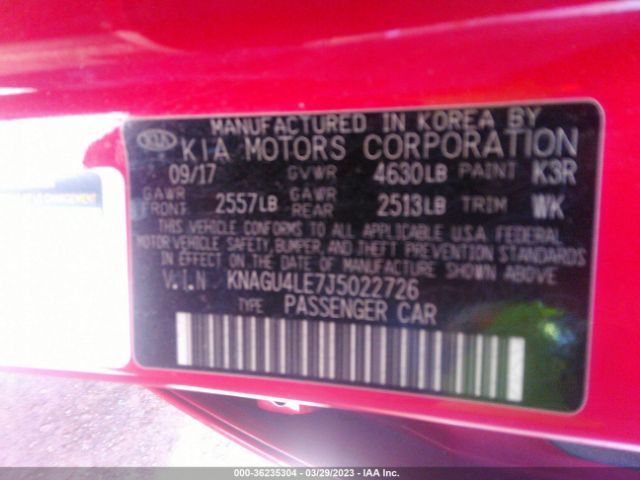 MANUFACTURED IN KOREA BY
KIA KIA MOTORS CORPORATION
09/17 GVWR 4630LB PAINT K3R
GAWR FRONT 2557LB GAWR REAR 2513LB TRIM WK
THIS VEHICLE CONFORMS TO ALL APPLICABLE U.S.A. FEDERAL
MOTOR VEHICLE SAFETY, BUMPER, AND THEFT PREVENTION STANDARDS
IN EFFECT ON THE DATE OF MANUFACTURE SHOWN ABOVE
V.I.N KNAGU4LE7J5022726
TYPE PASSENGER CAR
000-36235304 - 03/29/2023 - IAA Inc.